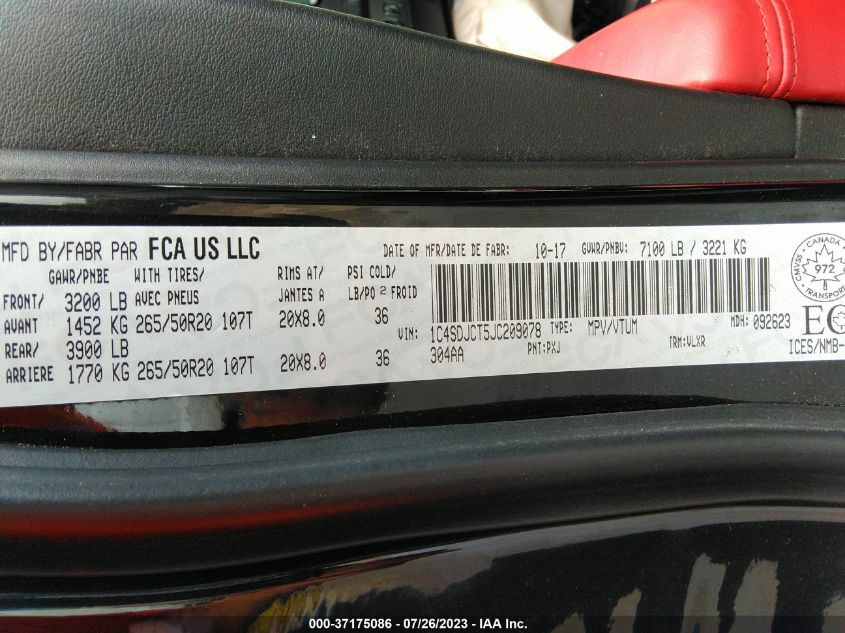 MFD BY/FABR PAR FCA US LLC
DATE OF MFR/DATE DE FABR: 10-17 GVWR/PNBV: 7100 LB / 3221 KG
GAWR/PNBE WITH TIRES/ RIMS AT/ PSI COLD/
AVEC PNEUS JANTES A LB/PO 2 FROID
FRONT/ 3200 LB
AVANT 1452 KG 265/50R20 107T 20X8.0 36
REAR/ 3900 LB
ARRIERE 1770 KG 265/50R20 107T 20X8.0 36
VIN: 1C4SDJCT5JC209078 TYPE: MPV/VTUM MDH: 092623
304AA PNT:PXJ TRM:VLXR
CANADA
CMVSS 972
TRANSPORT
ICES/NMB-
000-37175086 / 07/26/2023 / IAA Inc.